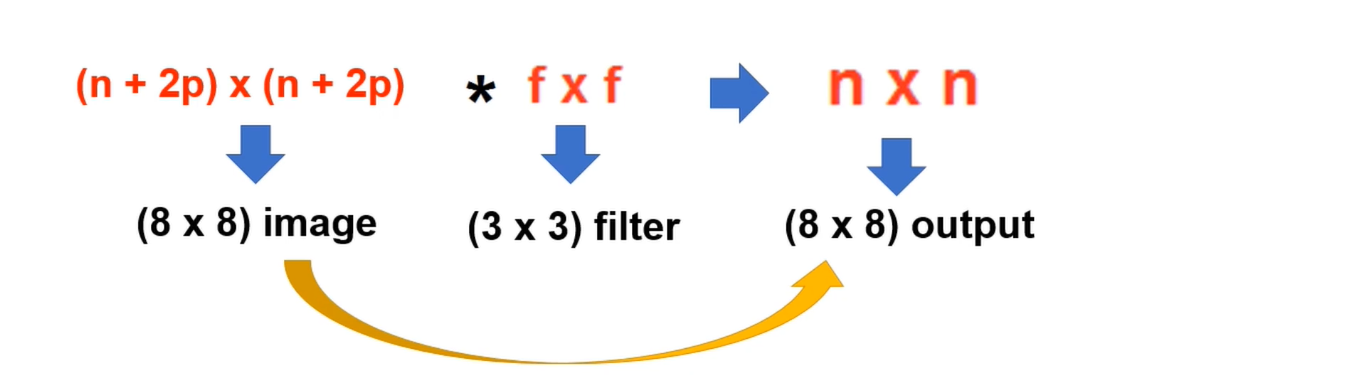 (n + 2p) x (n + 2p) * f x f n x n
(8 x 8) image (3 x 3) filter (8 x 8) output